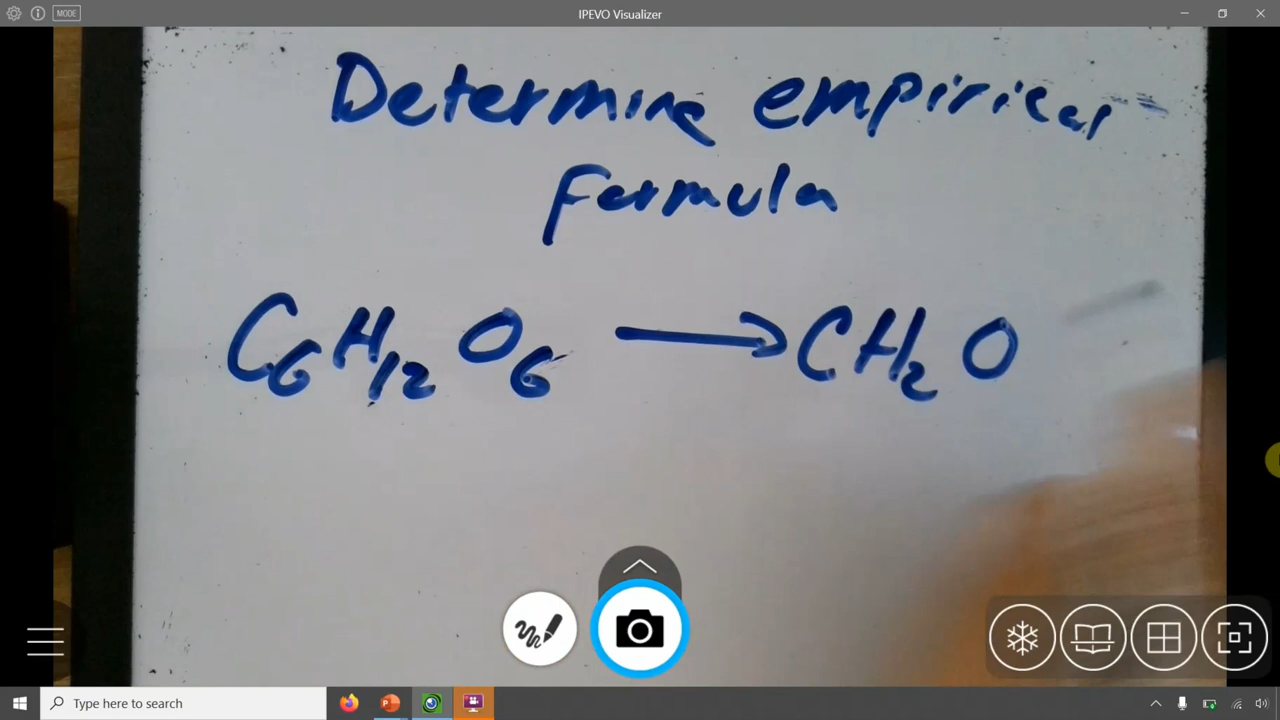 MODE
IPEVO Visualizer
Determine empirical
formula
C₆H₁₂O₆ → CH₂O
Type here to search